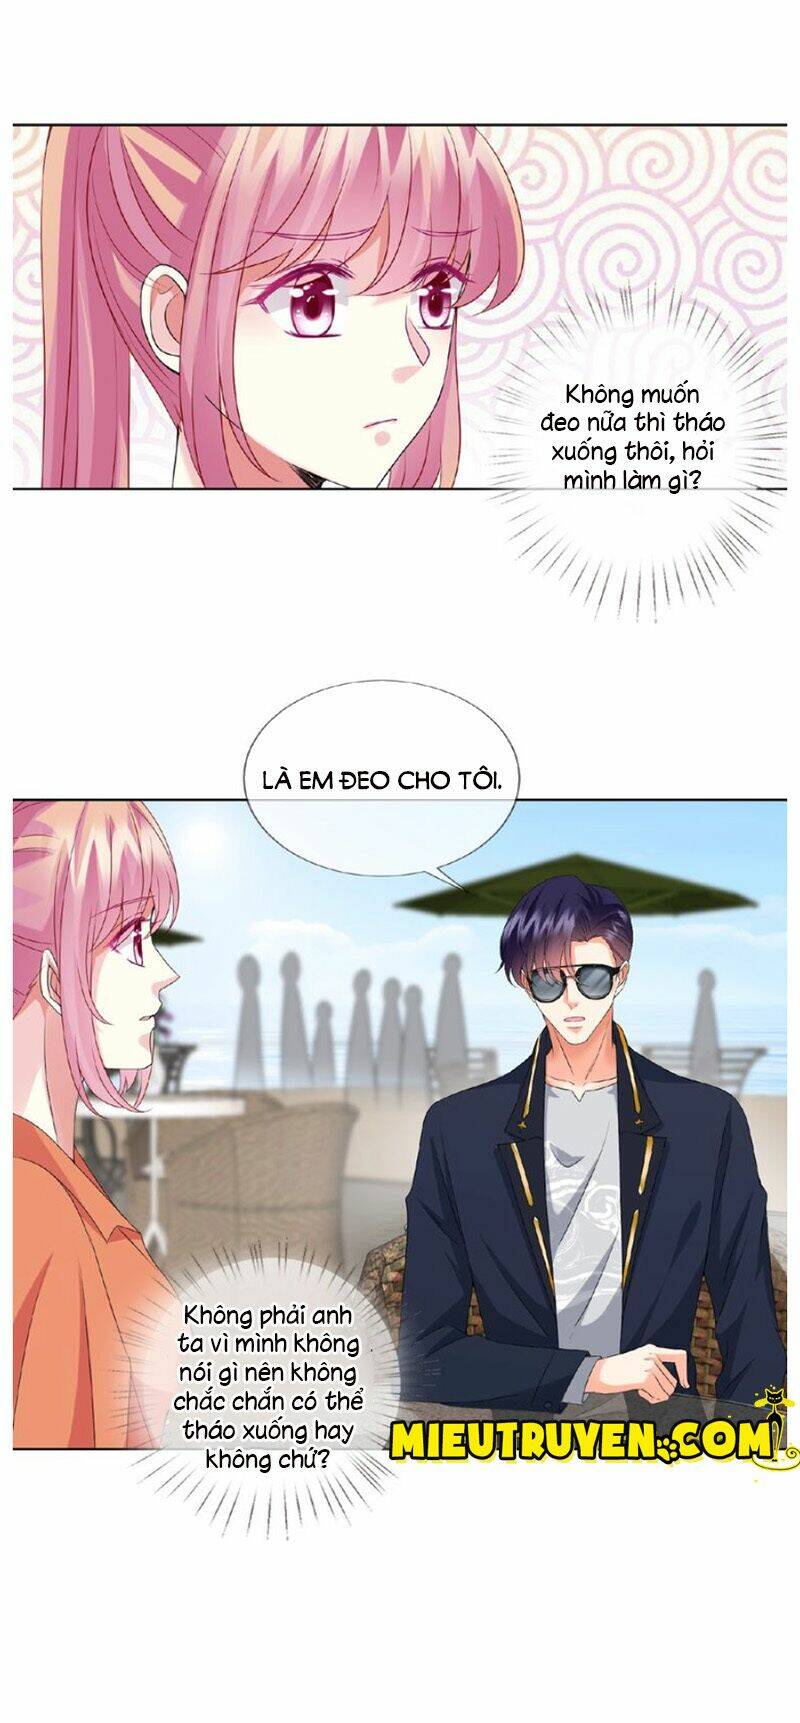 Không muốn
đeo nữa thì tháo
xuống thôi, hỏi
mình làm gì?
LÀ EM ĐEO CHO TÔI.
Không phải anh
ta vì mình không
nói gì nên không
chắc chắn có thể
tháo xuống hay
không chứ?
MIEUTRUYEN.COM